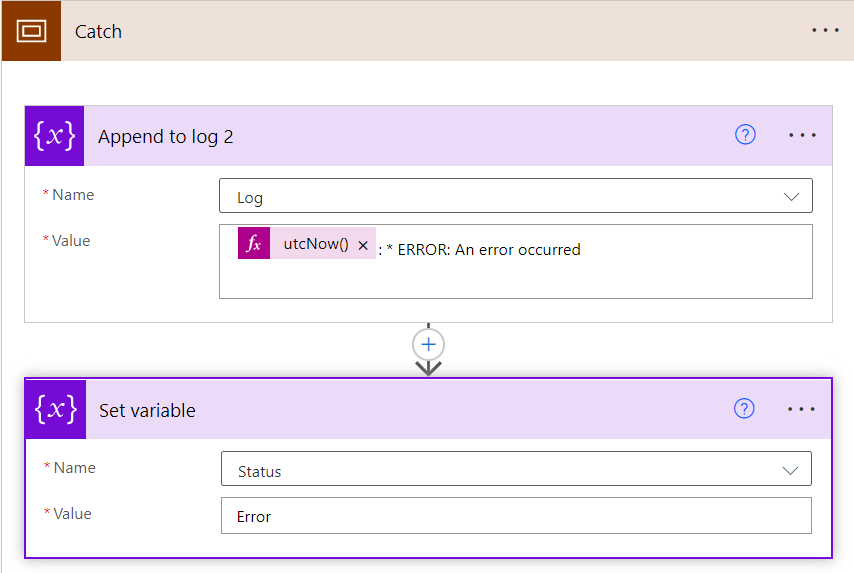 Catch
{x} Append to log 2
* Name
Log
* Value
fx utcNow() × : * ERROR: An error occurred
{x} Set variable
* Name
Status
* Value
Error